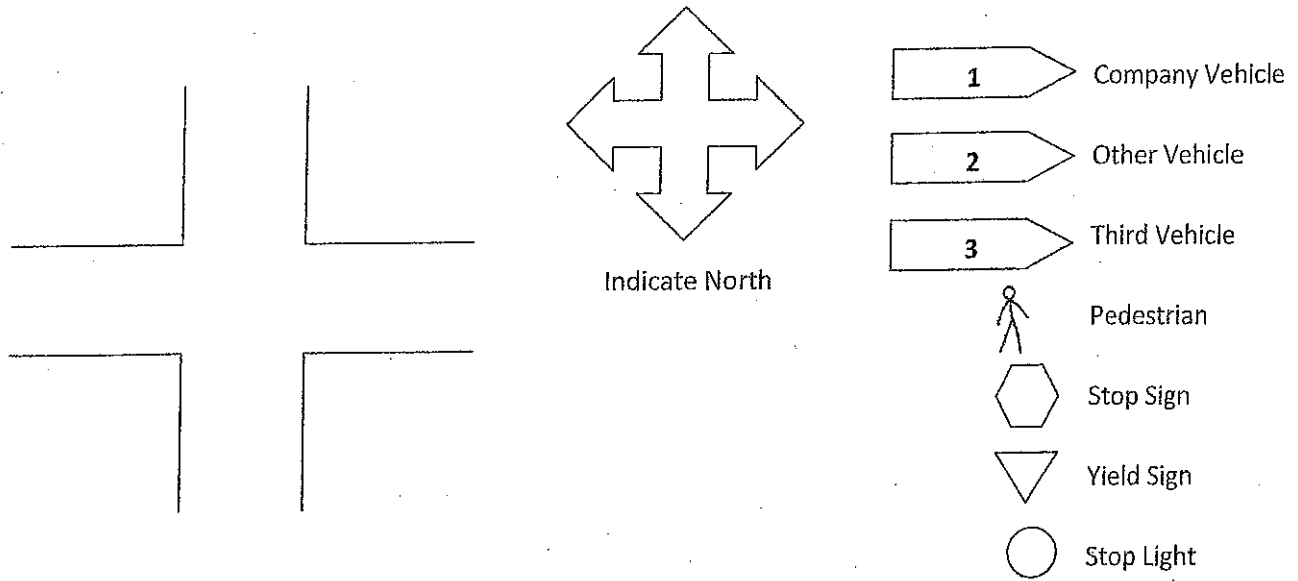 1 Company Vehicle
2 Other Vehicle
3 Third Vehicle
Indicate North
Pedestrian
Stop Sign
Yield Sign
Stop Light